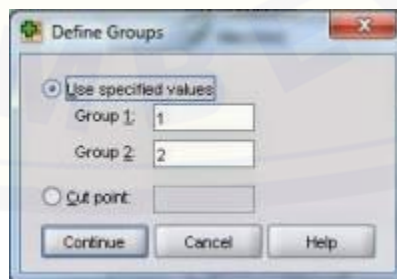 Define Groups
Use specified values
Group 1: 1
Group 2: 2
Cut point:
Continue Cancel Help